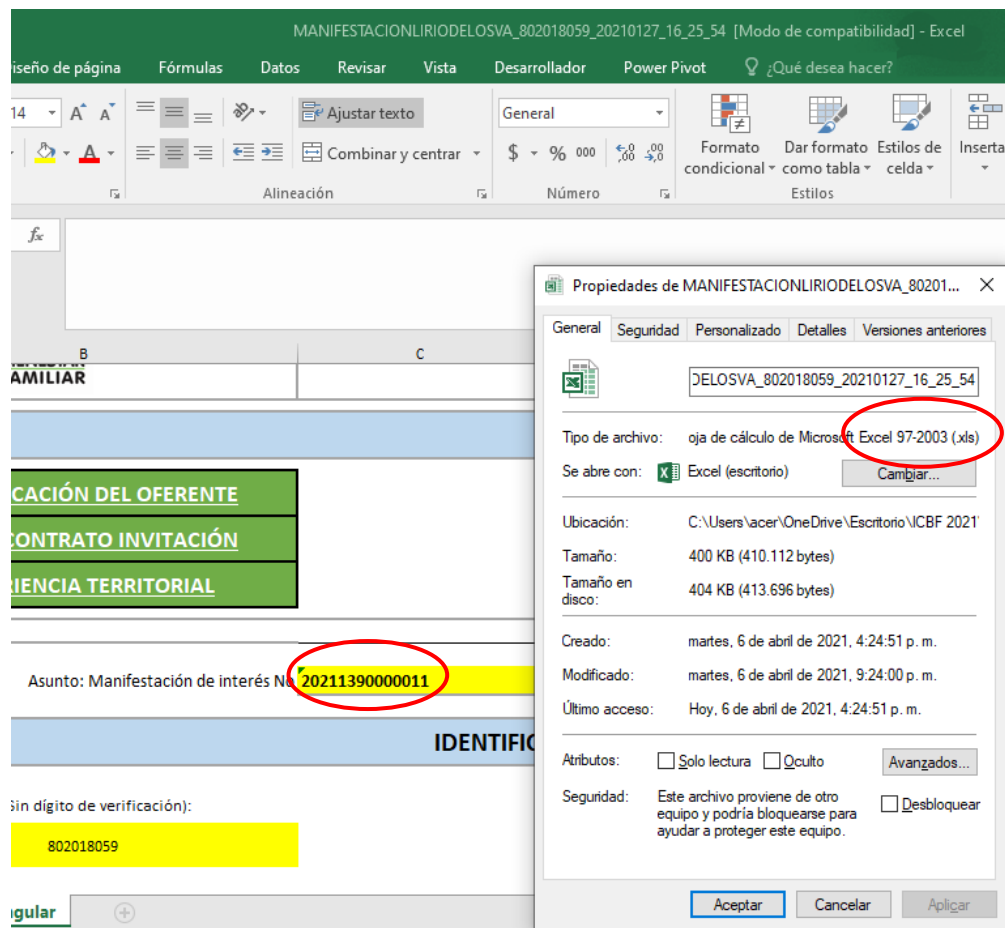 MANIFESTACIONLIRIODELOSVA_802018059_20210127_16_25_54 [Modo de compatibilidad] - Excel
iseño de página Fórmulas Datos Revisar Vista Desarrollador Power Pivot ¿Qué desea hacer?
14 A A Ajustar texto General
A Combinar y centrar $ % 000 Formato condicional Dar formato como tabla Estilos de celda Inserta
Alineación Número Estilos
fx
B C
AMILIAR
CACIÓN DEL OFERENTE
CONTRATO INVITACIÓN
RIENCIA TERRITORIAL
Asunto: Manifestación de interés No 20211390000011
IDENTIFIC
Sin dígito de verificación):
802018059
ngular
Propiedades de MANIFESTACIONLIRIODELOSVA_80201...
General Seguridad Personalizado Detalles Versiones anteriores
DELOSVA_802018059_20210127_16_25_54
Tipo de archivo: oja de cálculo de Microsoft Excel 97-2003 (.xls)
Se abre con: Excel (escritorio) Cambiar...
Ubicación: C:\Users\acer\OneDrive\Escritorio\ICBF 2021\
Tamaño: 400 KB (410.112 bytes)
Tamaño en disco: 404 KB (413.696 bytes)
Creado: martes, 6 de abril de 2021, 4:24:51 p. m.
Modificado: martes, 6 de abril de 2021, 9:24:00 p. m.
Último acceso: Hoy, 6 de abril de 2021, 4:24:51 p. m.
Atributos: Solo lectura Oculto Avanzados...
Seguridad: Este archivo proviene de otro
equipo y podría bloquearse para
ayudar a proteger este equipo.
Desbloquear
Aceptar Cancelar Aplicar